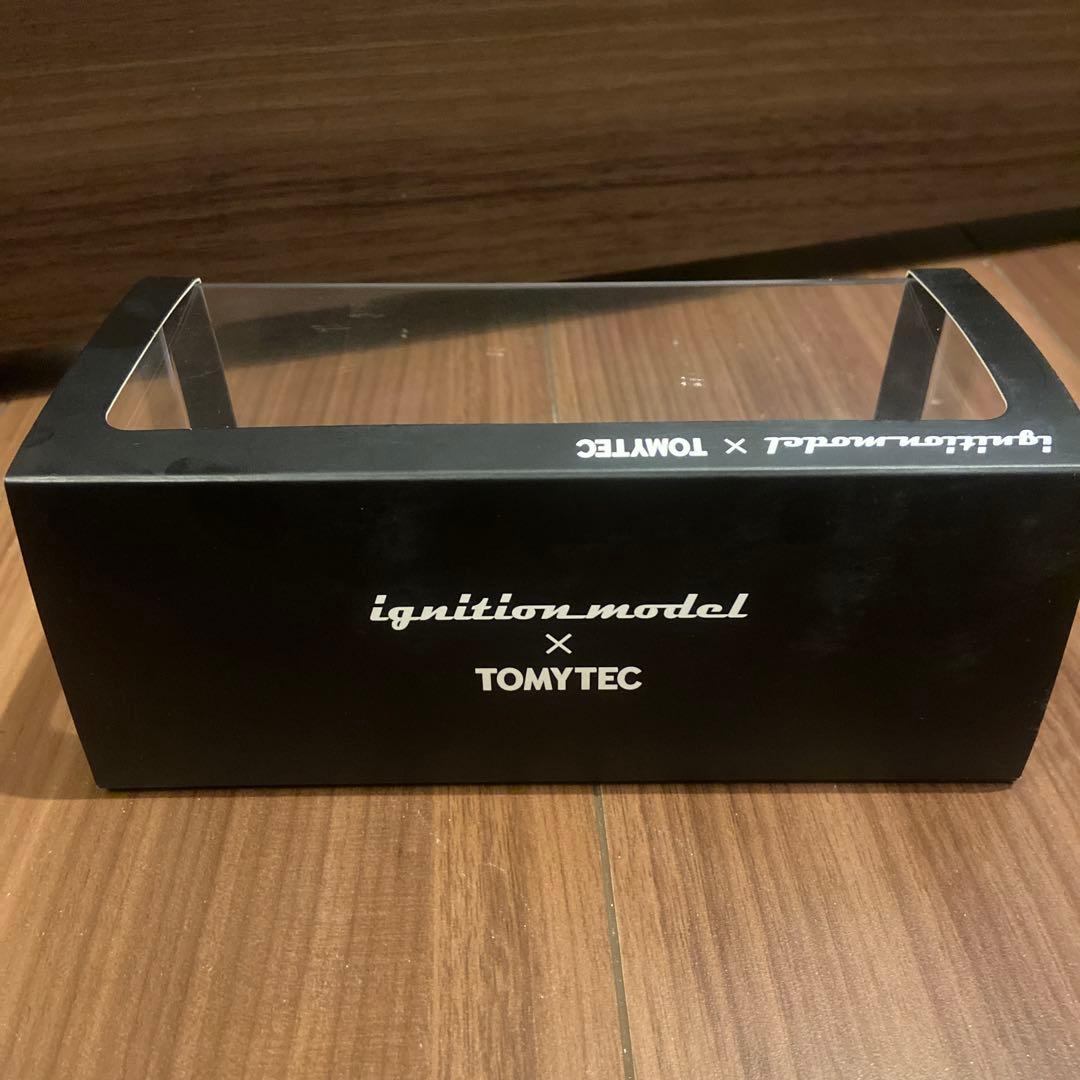 ignition model × TOMYTEC
ignition model
×
TOMYTEC